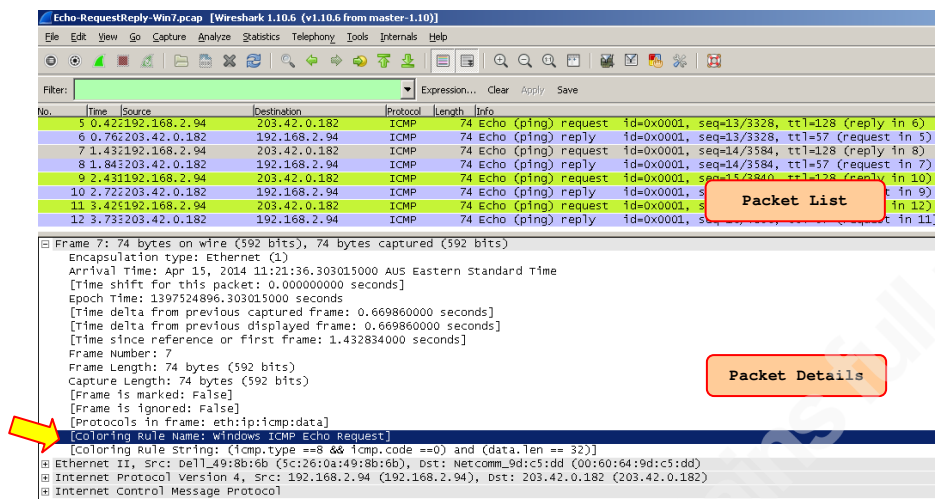 Echo-RequestReply-Win7.pcap [Wireshark 1.10.6 (v1.10.6 from master-1.10)]
File Edit View Go Capture Analyze Statistics Telephony Tools Internals Help
Filter: Expression... Clear Apply Save
No. Time Source Destination Protocol Length Info
5 0.422192.168.2.94 203.42.0.182 ICMP 74 Echo (ping) request id=0x0001, seq=13/3328, ttl=128 (reply in 6)
6 0.762203.42.0.182 192.168.2.94 ICMP 74 Echo (ping) reply id=0x0001, seq=13/3328, ttl=57 (request in 5)
7 1.432192.168.2.94 203.42.0.182 ICMP 74 Echo (ping) request id=0x0001, seq=14/3584, ttl=128 (reply in 8)
8 1.843203.42.0.182 192.168.2.94 ICMP 74 Echo (ping) reply id=0x0001, seq=14/3584, ttl=57 (request in 7)
9 2.431192.168.2.94 203.42.0.182 ICMP 74 Echo (ping) request id=0x0001, seq=15/3840, ttl=128 (reply in 10)
10 2.722203.42.0.182 192.168.2.94 ICMP 74 Echo (ping) reply id=0x0001, in 9)
11 3.429192.168.2.94 203.42.0.182 ICMP 74 Echo (ping) request id=0x0001, in 12)
12 3.733203.42.0.182 192.168.2.94 ICMP 74 Echo (ping) reply id=0x0001, in 11)
Packet List
Frame 7: 74 bytes on wire (592 bits), 74 bytes captured (592 bits)
Encapsulation type: Ethernet (1)
Arrival Time: Apr 15, 2014 11:21:36.303015000 AUS Eastern Standard Time
[Time shift for this packet: 0.000000000 seconds]
Epoch Time: 1397524896.303015000 seconds
[Time delta from previous captured frame: 0.669860000 seconds]
[Time delta from previous displayed frame: 0.669860000 seconds]
[Time since reference or first frame: 1.432834000 seconds]
Frame Number: 7
Frame Length: 74 bytes (592 bits)
Capture Length: 74 bytes (592 bits)
Packet Details
[Frame is marked: False]
[Frame is ignored: False]
[Protocols in frame: eth:ip:icmp:data]
[Coloring Rule Name: Windows ICMP Echo Request]
[Coloring Rule String: (icmp.type ==8 && icmp.code ==0) and (data.len == 32)]
Ethernet II, Src: Dell_49:8b:6b (5c:26:0a:49:8b:6b), Dst: Netcomm_9d:c5:dd (00:60:64:9d:c5:dd)
Internet Protocol Version 4, Src: 192.168.2.94 (192.168.2.94), Dst: 203.42.0.182 (203.42.0.182)
Internet Control Message Protocol
ins full